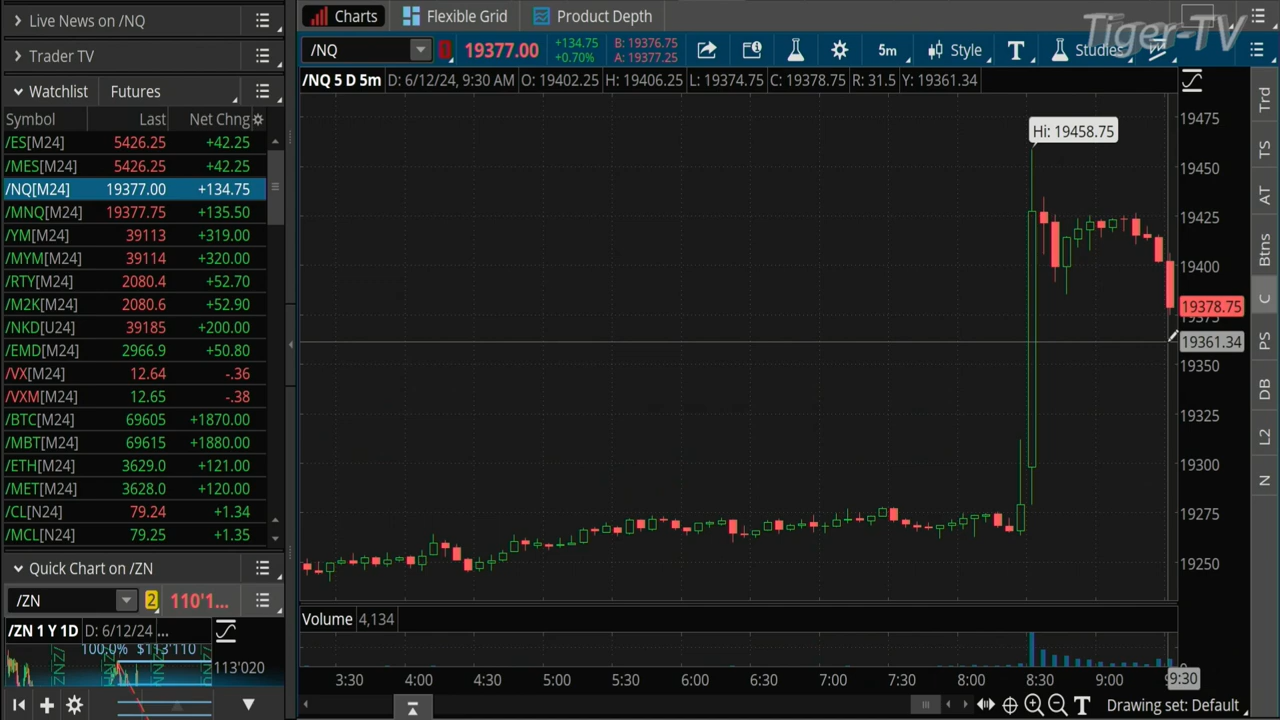 Live News on /NQ
Trader TV
Watchlist Futures
Symbol Last Net Chng
/ES[M24] 5426.25 +42.25
/MES[M24] 5426.25 +42.25
/NQ[M24] 19377.00 +134.75
/MNQ[M24] 19377.75 +135.50
/YM[M24] 39113 +319.00
/MYM[M24] 39114 +320.00
/RTY[M24] 2080.4 +52.70
/M2K[M24] 2080.6 +52.90
/NKD[U24] 39185 +200.00
/EMD[M24] 2966.9 +50.80
/VX[M24] 12.64 -.36
/VXM[M24] 12.65 -.38
/BTC[M24] 69605 +1870.00
/MBT[M24] 69615 +1880.00
/ETH[M24] 3629.0 +121.00
/MET[M24] 3628.0 +120.00
/CL[N24] 79.24 +1.34
/MCL[N24] 79.25 +1.35
Quick Chart on /ZN
/ZN 2 110'1...
/ZN 1 Y 1D D: 6/12/24 ...
100.0% $113'110
113'020
Charts Flexible Grid Product Depth
Tiger-TV
/NQ 19377.00 +134.75 +0.70% B: 19376.75 A: 19377.25 5m Style T Studies
/NQ 5 D 5m D: 6/12/24, 9:30 AM O: 19402.25 H: 19406.25 L: 19374.75 C: 19378.75 R: 31.5 Y: 19361.34
Hi: 19458.75
19475
19450
19425
19400
19378.75
19375
19361.34
19350
19325
19300
19275
19250
Volume 4,134
0
3:30 4:00 4:30 5:00 5:30 6:00 6:30 7:00 7:30 8:00 8:30 9:00 9:30
T Drawing set: Default
Trd
TS
AT
Btns
C
PS
DB
L2
N